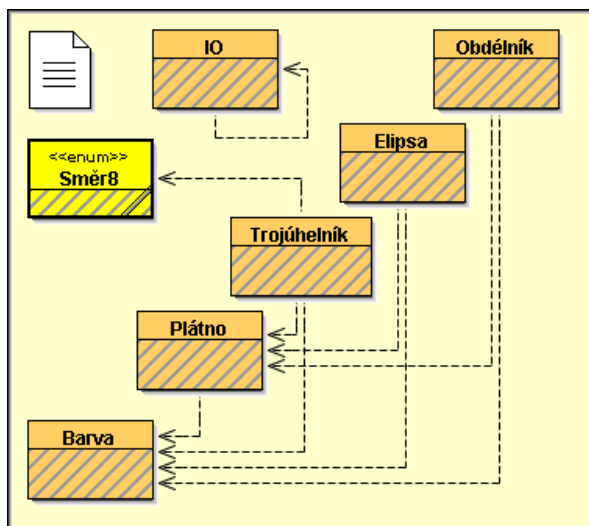 IO
Obdélník
Elipsa
<<enum>>
Směr8
Trojúhelník
Plátno
Barva